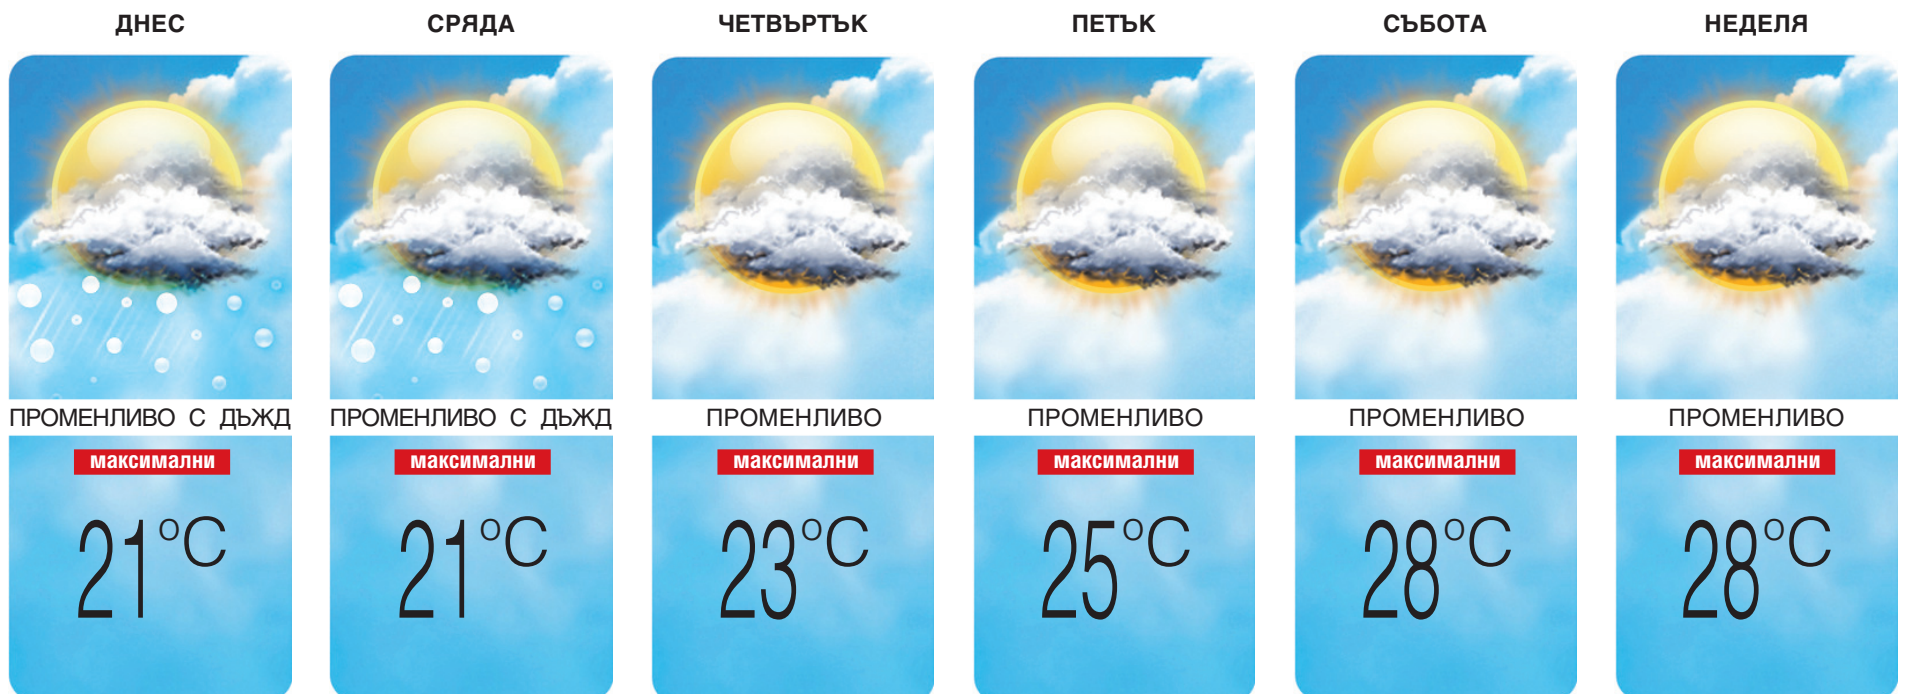 ДНЕС
СРЯДА
ЧЕТВЪРТЪК
ПЕТЪК
СЪБОТА
НЕДЕЛЯ
ПРОМЕНЛИВО С ДЪЖД
ПРОМЕНЛИВО С ДЪЖД
ПРОМЕНЛИВО
ПРОМЕНЛИВО
ПРОМЕНЛИВО
ПРОМЕНЛИВО
максимални
максимални
максимални
максимални
максимални
максимални
21°C
21°C
23°C
25°C
28°C
28°C